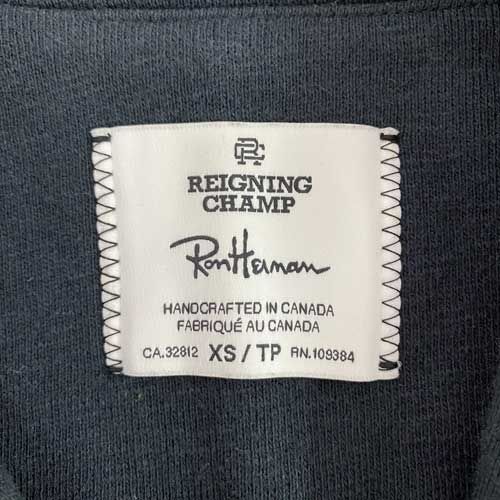 RC
REIGNING
CHAMP
Ron Herman
HANDCRAFTED IN CANADA
FABRIQUÉ AU CANADA
CA.32812 XS / TP RN.109384